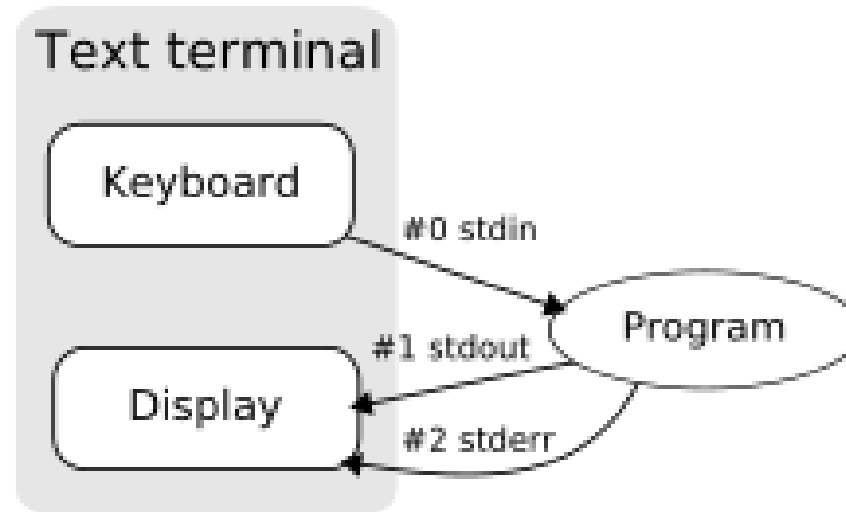 Text terminal
Keyboard
#0 stdin
Program
#1 stdout
Display
#2 stderr